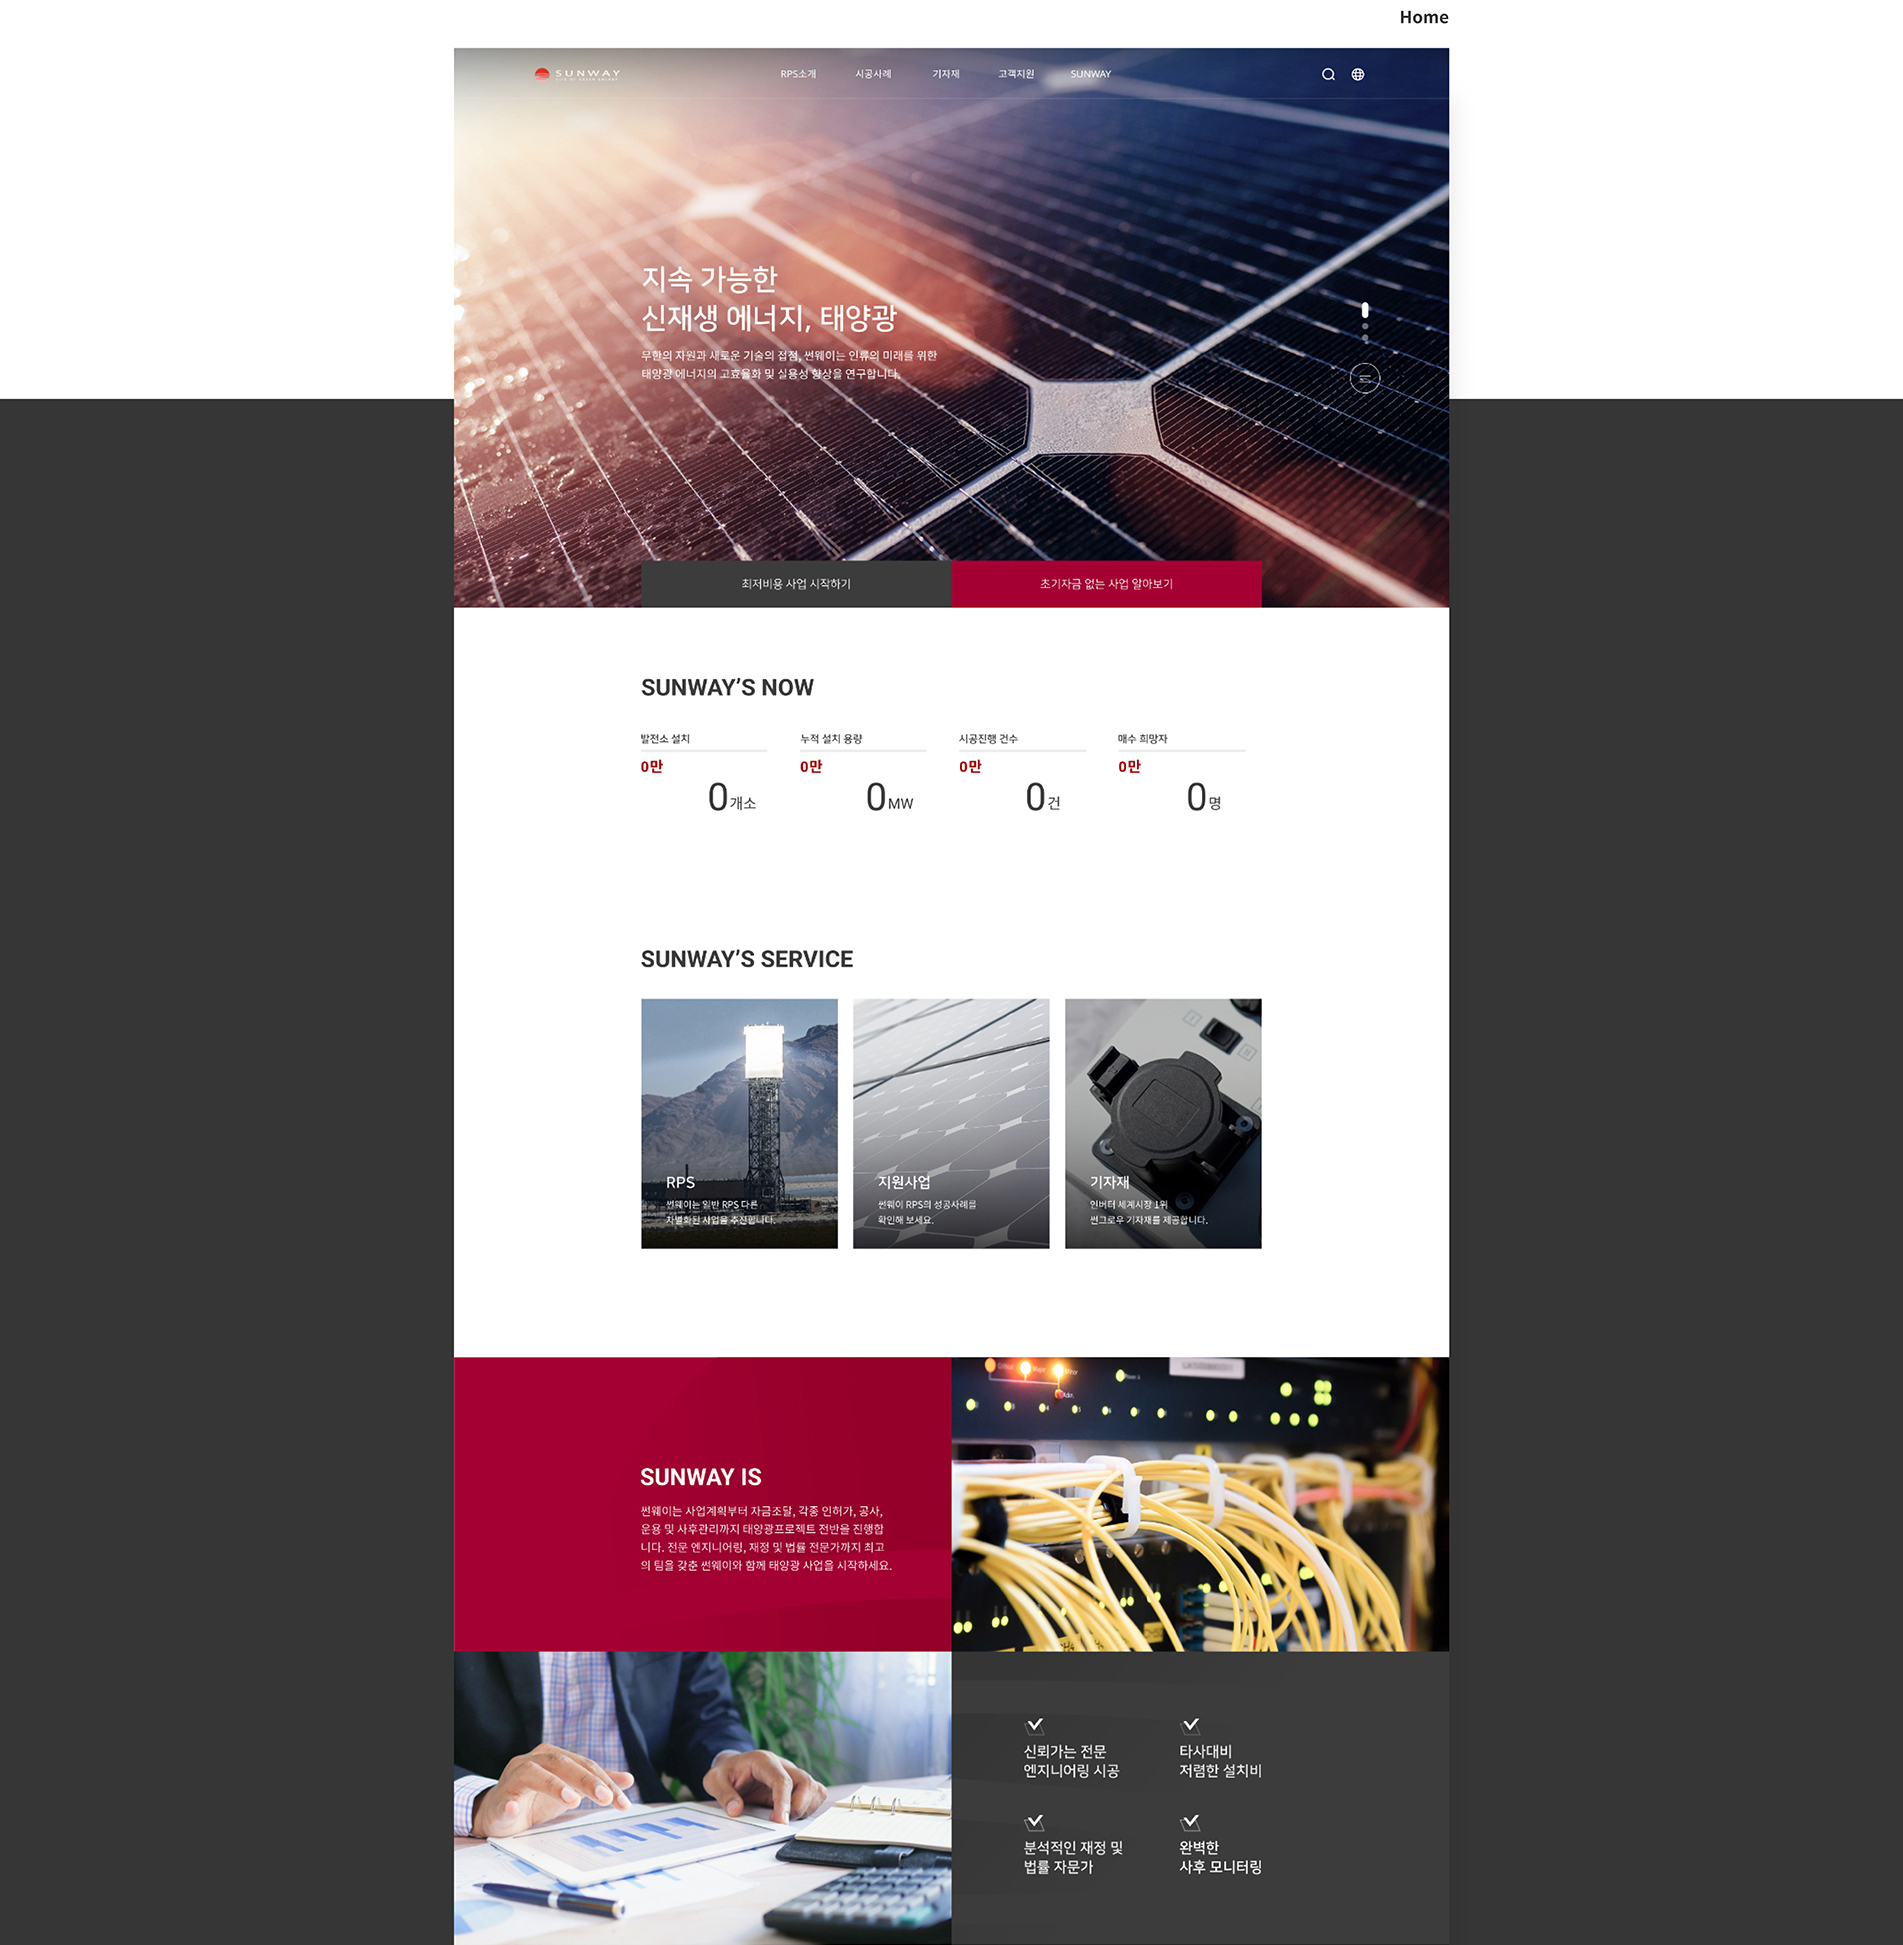 Home
SUNWAY
RPS소개 시공사례 기자재 고객지원 SUNWAY
지속 가능한
신재생 에너지, 태양광
무한의 자원과 새로운 기술의 접점, 썬웨이는 인류의 미래를 위한
태양광 에너지의 고효율화 및 실용성 향상을 연구합니다.
최저비용 사업 시작하기
초기자금 없는 사업 알아보기
SUNWAY’S NOW
발전소 설치
0만
0개소
누적 설치 용량
0만
0MW
시공진행 건수
0만
0건
매수 희망자
0만
0명
SUNWAY’S SERVICE
RPS
썬웨이는 일반 RPS 다른
차별화된 사업을 추진합니다.
지원사업
썬웨이 RPS의 성공사례를
확인해 보세요.
기자재
인버터 세계시장 1위
썬그로우 기자재를 제공합니다.
SUNWAY IS
썬웨이는 사업계획부터 자금조달, 각종 인허가, 공사,
운용 및 사후관리까지 태양광프로젝트 전반을 진행합
니다. 전문 엔지니어링, 재정 및 법률 전문가까지 최고
의 팀을 갖춘 썬웨이와 함께 태양광 사업을 시작하세요.
신뢰가는 전문
엔지니어링 시공
타사대비
저렴한 설치비
분석적인 재정 및
법률 자문가
완벽한
사후 모니터링